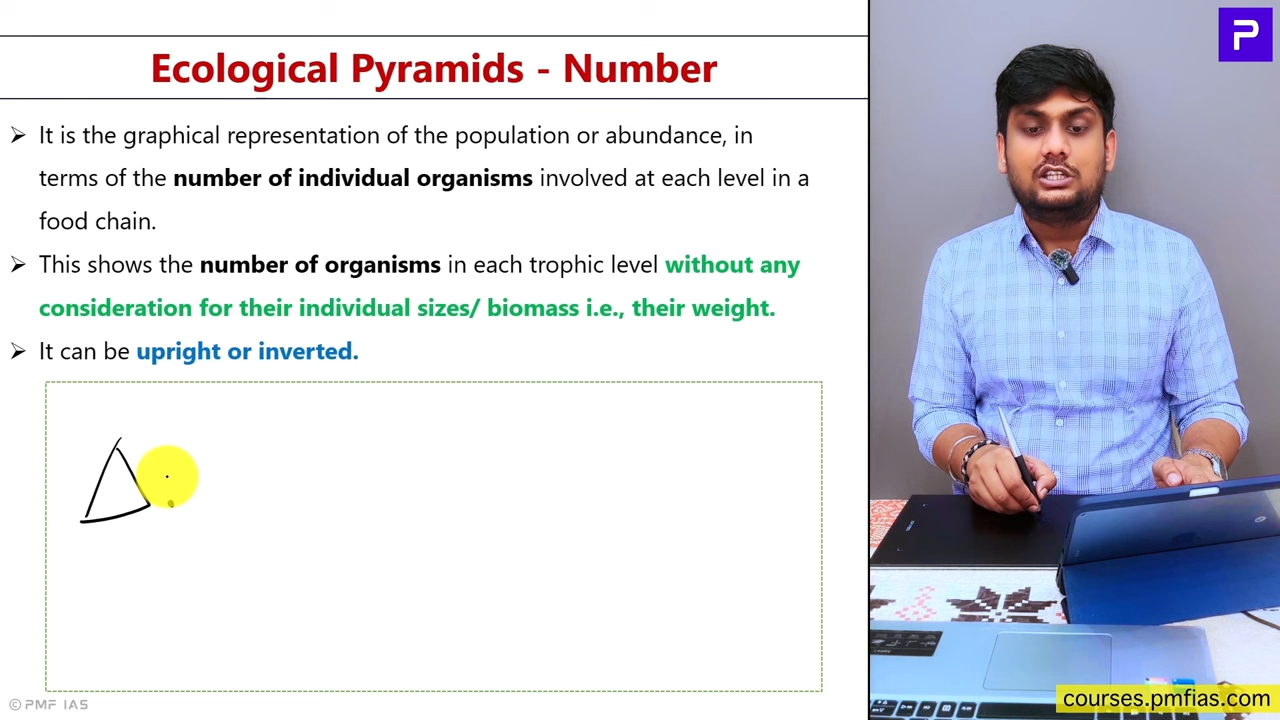 Ecological Pyramids - Number
➢ It is the graphical representation of the population or abundance, in
terms of the number of individual organisms involved at each level in a
food chain.
➢ This shows the number of organisms in each trophic level without any
consideration for their individual sizes/ biomass i.e., their weight.
➢ It can be upright or inverted.
© PMF IAS
P
courses.pmfias.com